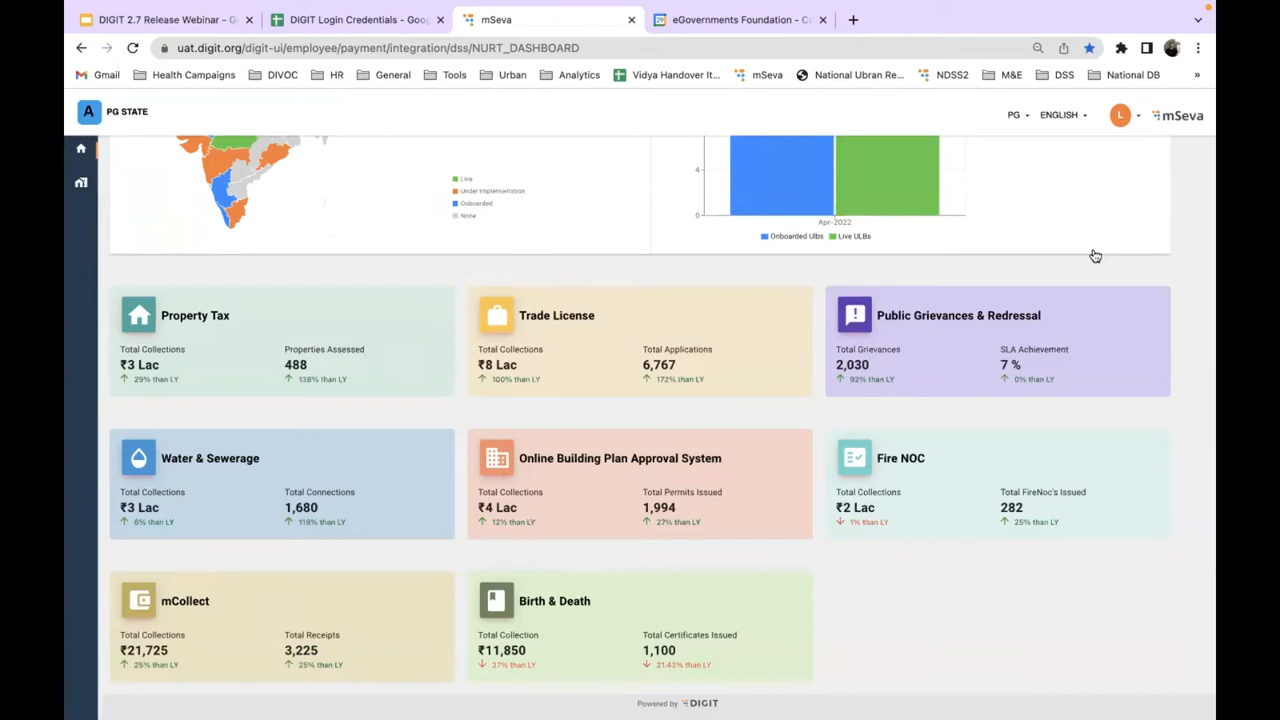 DIGIT 2.7 Release Webinar - G
DIGIT Login Credentials - Goog
mSeva
eGovernments Foundation - Ca
uat.digit.org/digit-ui/employee/payment/integration/dss/NURT_DASHBOARD
Gmail
Health Campaigns
DIVOC
HR
General
Tools
Urban
Analytics
Vidya Handover It...
mSeva
National Ubran Re...
NDSS2
M&E
DSS
National DB
»
A
PG STATE
PG
ENGLISH
L
mSeva
Live
Under Implementation
Onboarded
None
4
0
Apr-2022
Onboarded Ulbs
Live ULBs
Property Tax
Total Collections
Properties Assessed
₹3 Lac
488
29% than LY
138% than LY
Trade License
Total Collections
Total Applications
₹8 Lac
6,767
100% than LY
172% than LY
Public Grievances & Redressal
Total Grievances
SLA Achievement
2,030
7 %
92% than LY
0% than LY
Water & Sewerage
Total Collections
Total Connections
₹3 Lac
1,680
6% than LY
118% than LY
Online Building Plan Approval System
Total Collections
Total Permits Issued
₹4 Lac
1,994
12% than LY
27% than LY
Fire NOC
Total Collections
Total FireNoc's Issued
₹2 Lac
282
1% than LY
25% than LY
mCollect
Total Collections
Total Receipts
₹21,725
3,225
25% than LY
25% than LY
Birth & Death
Total Collection
Total Certificates Issued
₹11,850
1,100
27% than LY
21.43% than LY
Powered by DIGIT